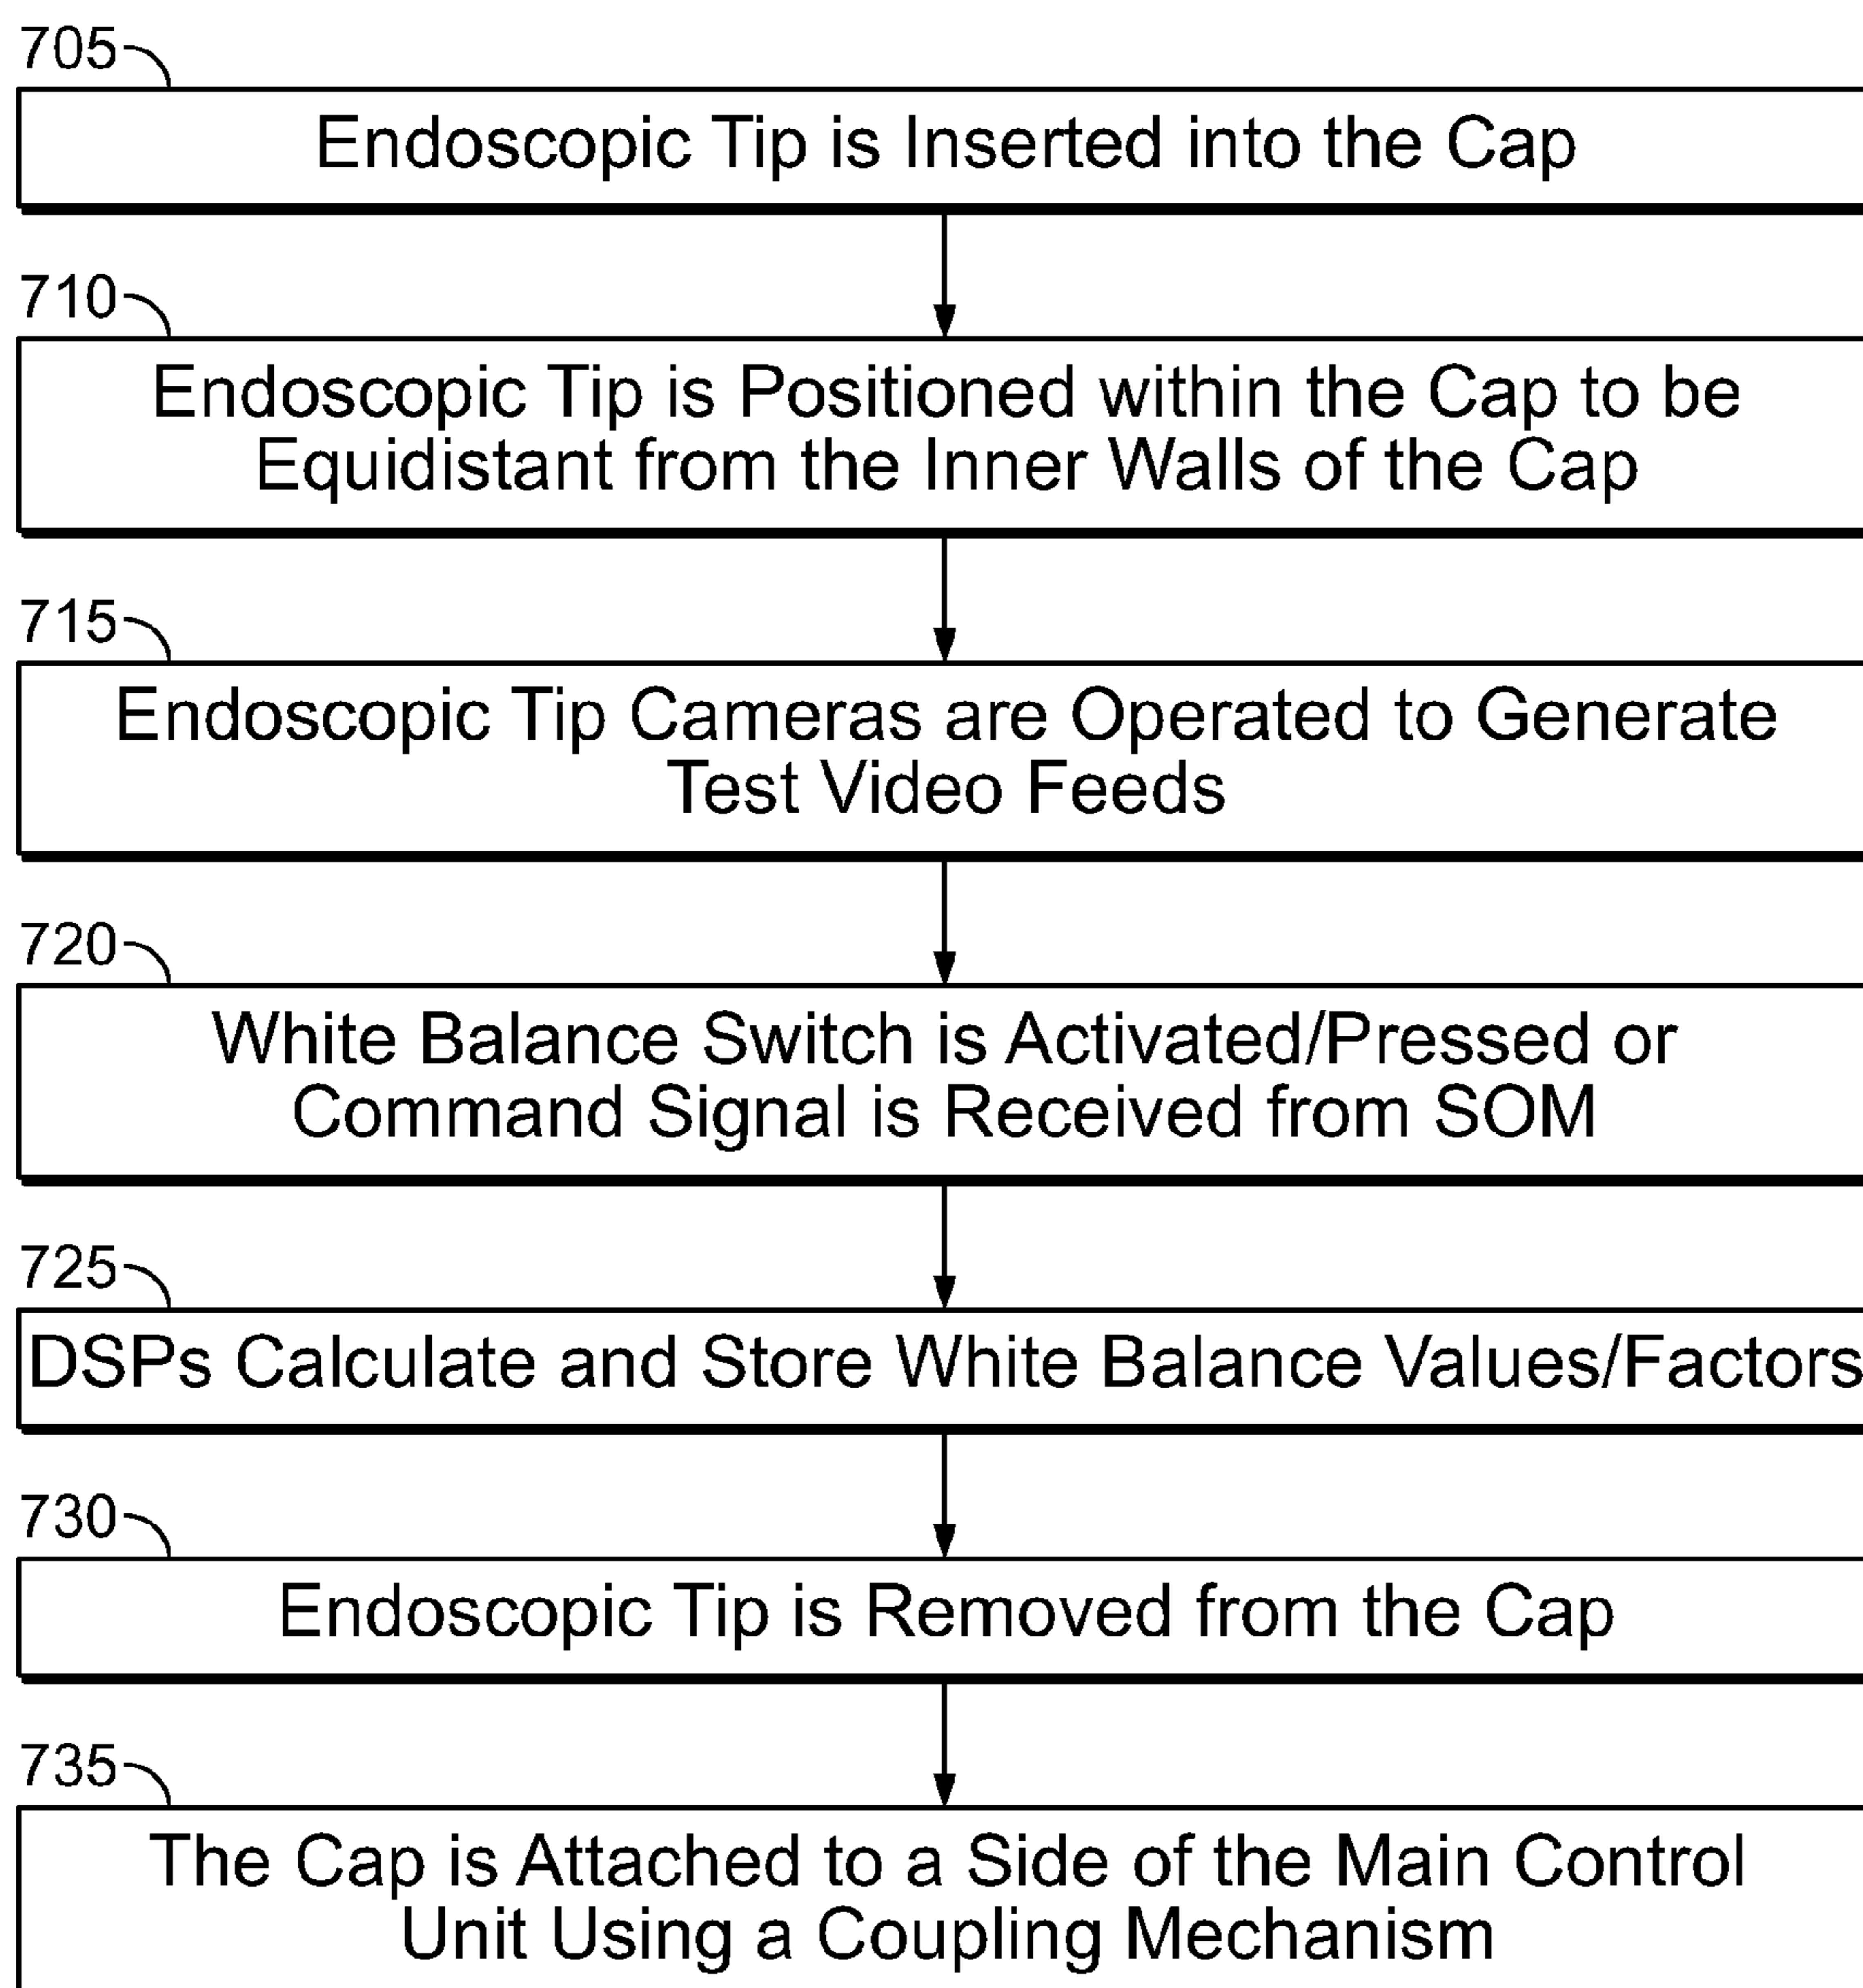 705
Endoscopic Tip is Inserted into the Cap
710
Endoscopic Tip is Positioned within the Cap to be
Equidistant from the Inner Walls of the Cap
715
Endoscopic Tip Cameras are Operated to Generate
Test Video Feeds
720
White Balance Switch is Activated/Pressed or
Command Signal is Received from SOM
725
DSPs Calculate and Store White Balance Values/Factors
730
Endoscopic Tip is Removed from the Cap
735
The Cap is Attached to a Side of the Main Control
Unit Using a Coupling Mechanism